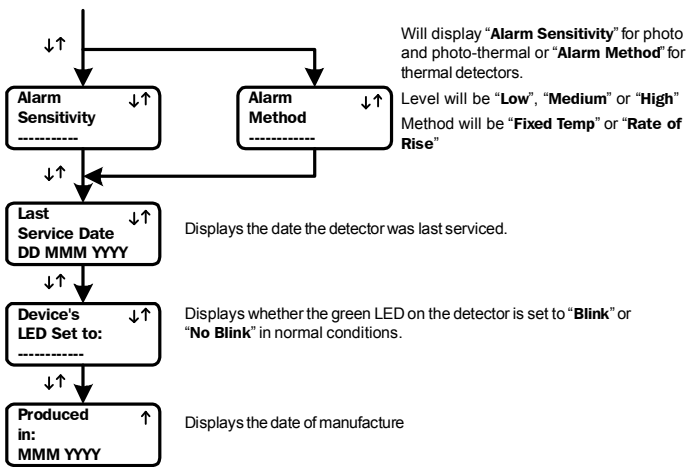 ↓↑
Will display “Alarm Sensitivity” for photo
and photo-thermal or “Alarm Method” for
thermal detectors.
Alarm ↓↑
Sensitivity
-----------
Alarm ↓↑
Method
------------
Level will be “Low”, “Medium” or “High”
Method will be “Fixed Temp” or “Rate of
Rise”
↓↑
Last ↓↑
Service Date
DD MMM YYYY
Displays the date the detector was last serviced.
↓↑
Device's ↓↑
LED Set to:
------------
Displays whether the green LED on the detector is set to “Blink” or
“No Blink” in normal conditions.
↓↑
Produced ↑
in:
MMM YYYY
Displays the date of manufacture